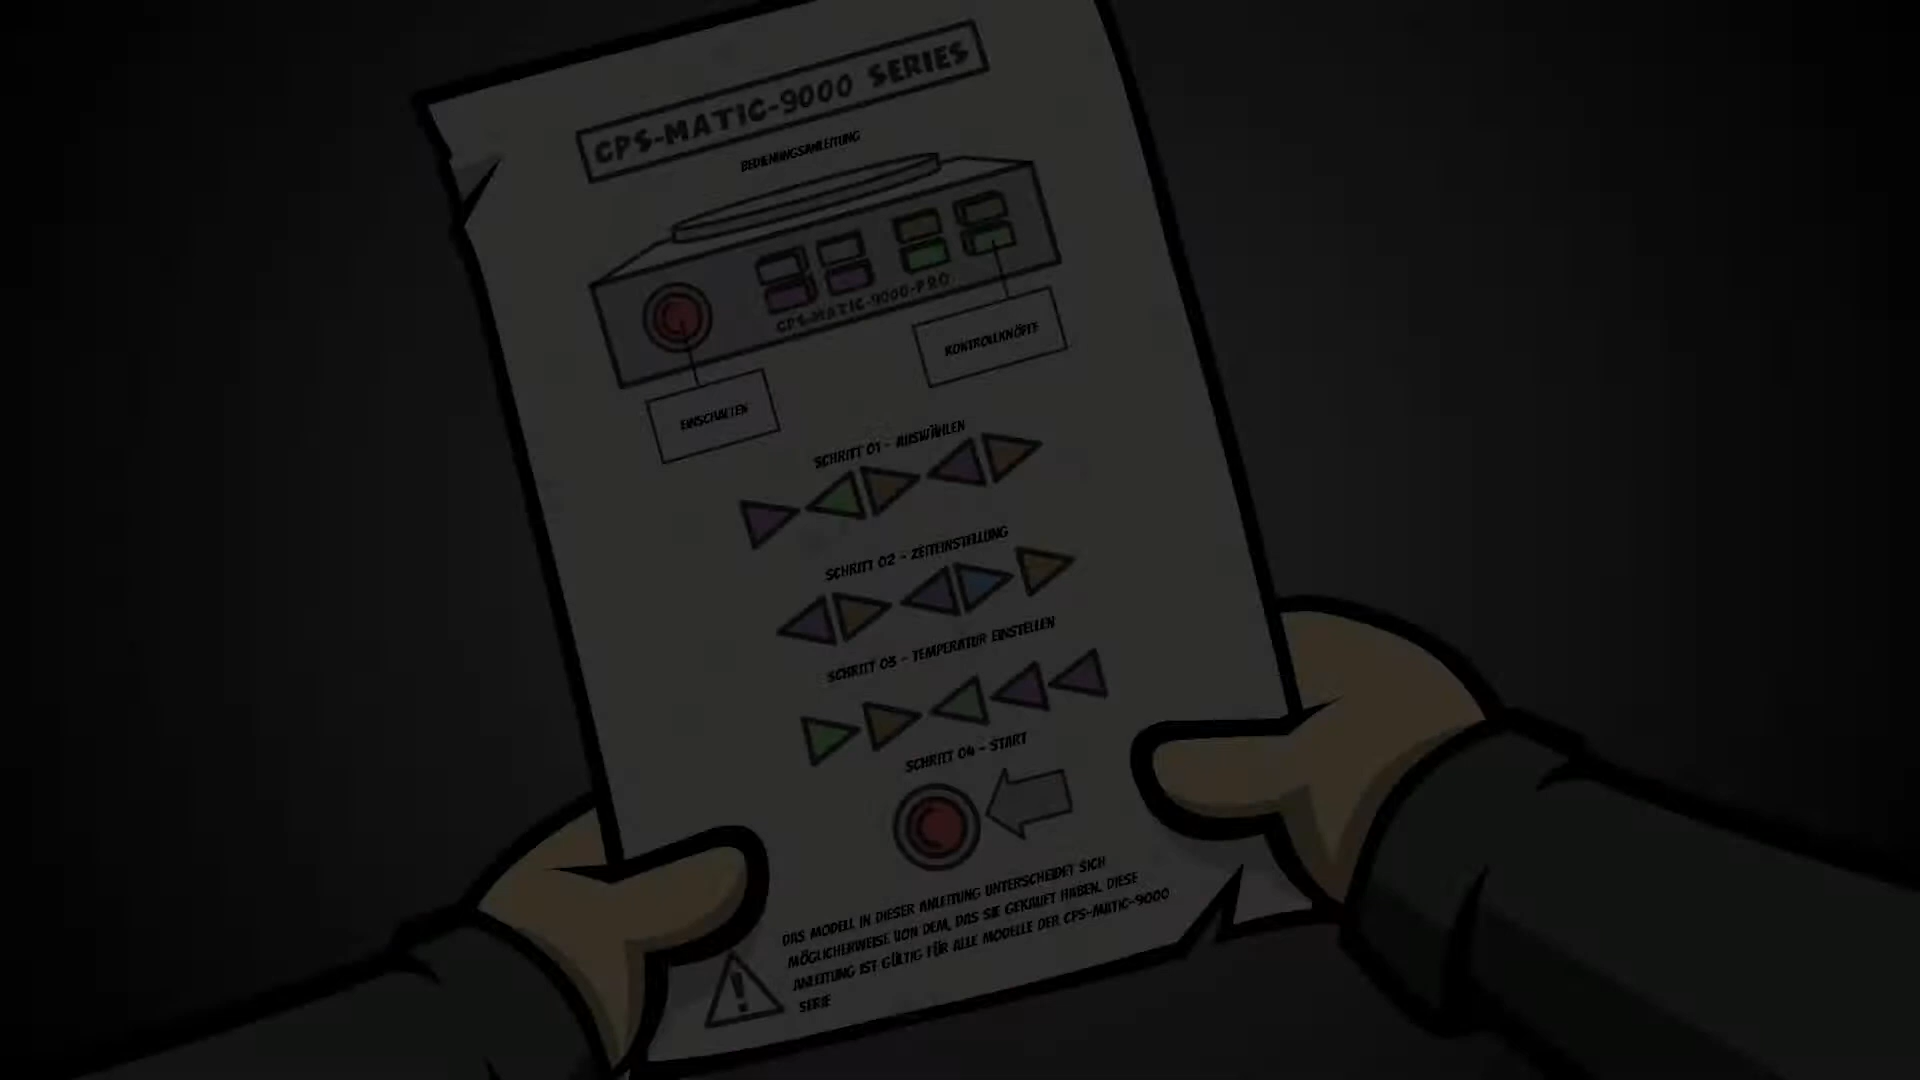 CPS-MATIC-9000 SERIES
BEDIENUNGSANLEITUNG
CPS-MATIC-9000-PRO
KONTROLLKNÖPFE
EINSCHALTEN
SCHRITT 01 - AUSWÄHLEN
SCHRITT 02 - ZEITEINSTELLUNG
SCHRITT 03 - TEMPERATUR EINSTELLEN
SCHRITT 04 - START
DAS MODELL IN DIESER ANLEITUNG UNTERSCHEIDET SICH
MÖGLICHERWEISE VON DEM, DAS SIE GEKAUFT HABEN. DIESE
ANLEITUNG IST GÜLTIG FÜR ALLE MODELLE DER CPS-MATIC-9000
SERIE
!